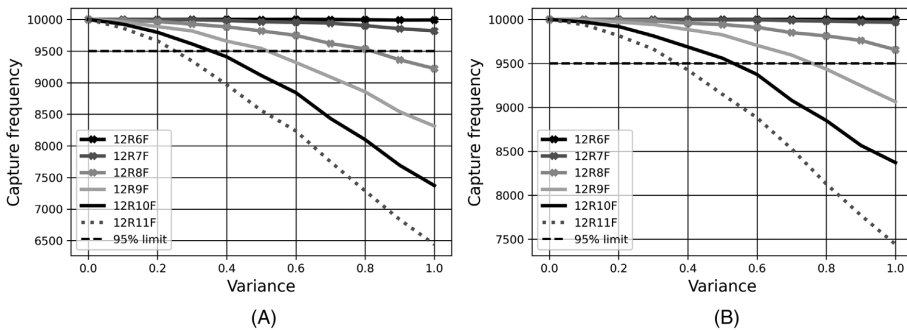 Capture frequency
10000
9500
9000
8500
8000
7500
7000
6500
12R6F
12R7F
12R8F
12R9F
12R10F
12R11F
95% limit
0.0 0.2 0.4 0.6 0.8 1.0
Variance
(A)
Capture frequency
10000
9500
9000
8500
8000
7500
12R6F
12R7F
12R8F
12R9F
12R10F
12R11F
95% limit
0.0 0.2 0.4 0.6 0.8 1.0
Variance
(B)